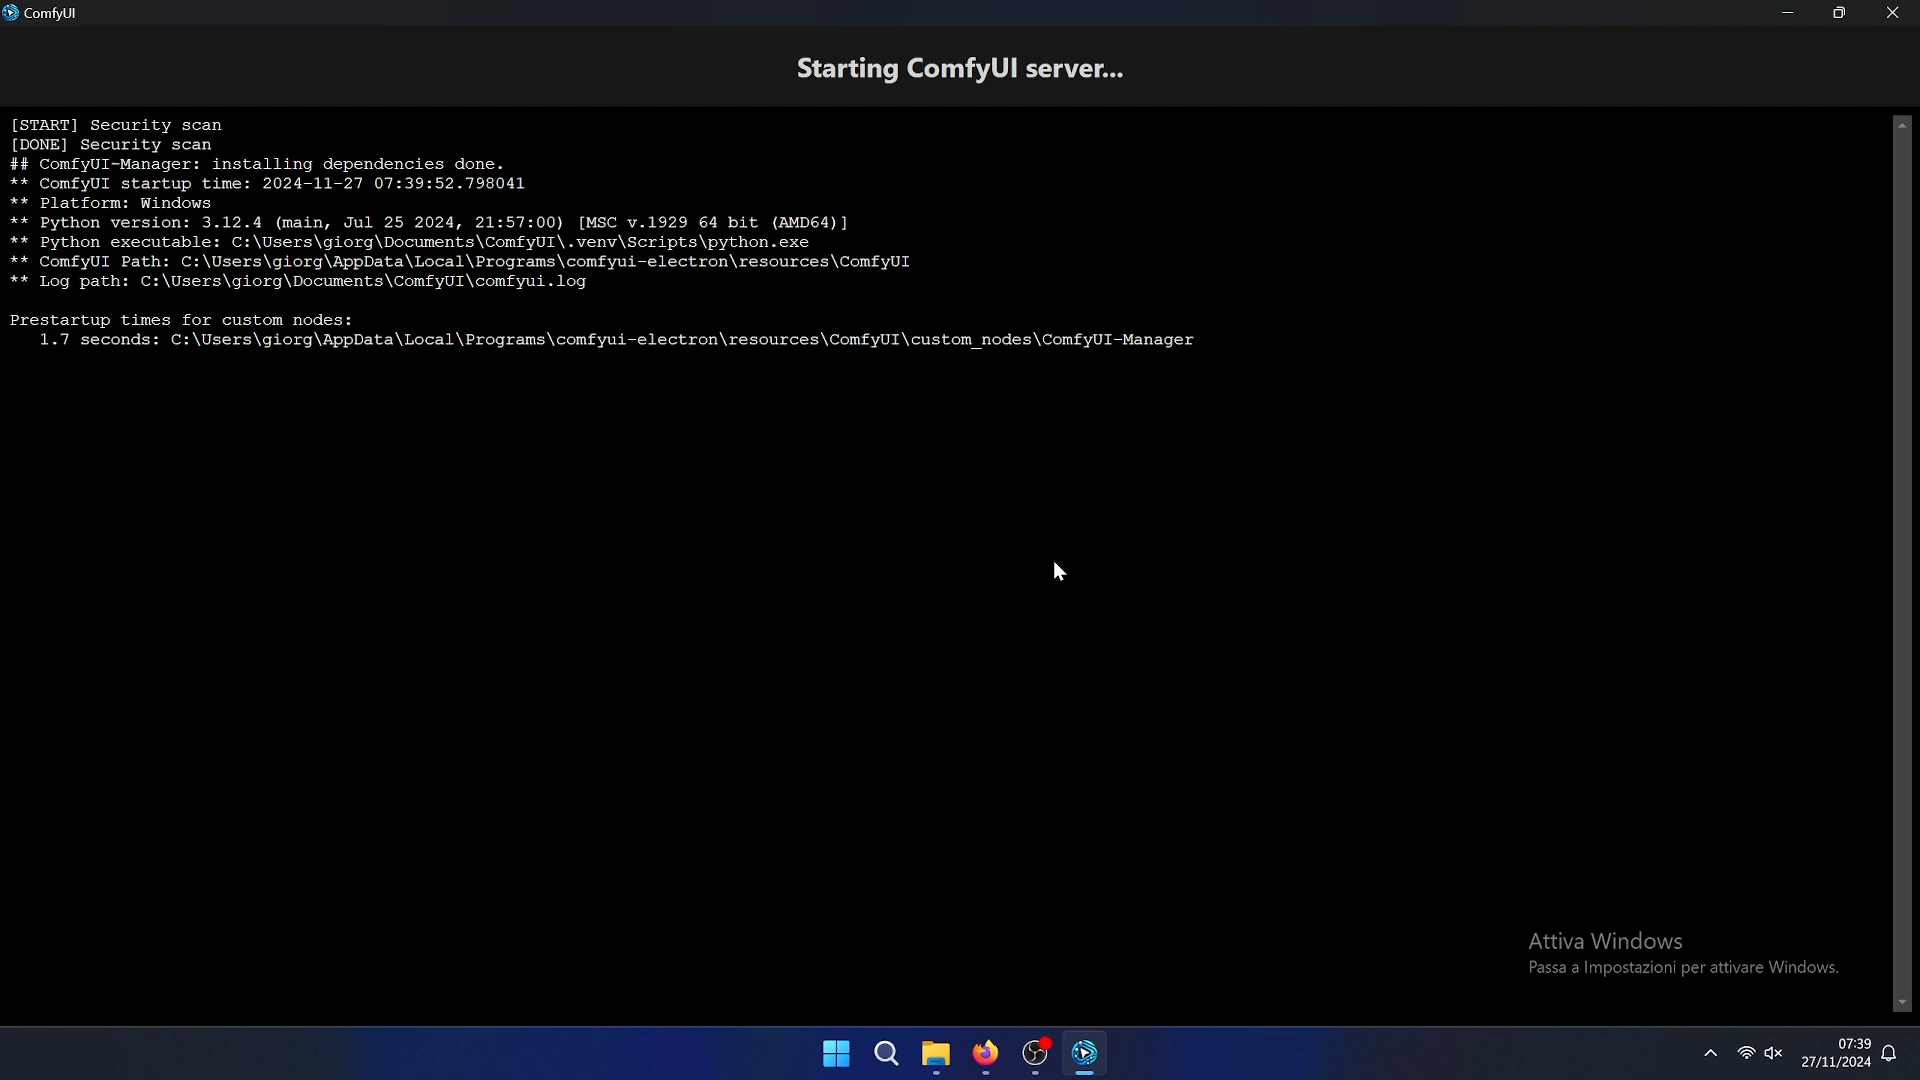 ComfyUI
Starting ComfyUI server...
[START] Security scan
[DONE] Security scan
## ComfyUI-Manager: installing dependencies done.
** ComfyUI startup time: 2024-11-27 07:39:52.798041
** Platform: Windows
** Python version: 3.12.4 (main, Jul 25 2024, 21:57:00) [MSC v.1929 64 bit (AMD64)]
** Python executable: C:\Users\giorg\Documents\ComfyUI\.venv\Scripts\python.exe
** ComfyUI Path: C:\Users\giorg\AppData\Local\Programs\comfyui-electron\resources\ComfyUI
** Log path: C:\Users\giorg\Documents\ComfyUI\comfyui.log
Prestartup times for custom nodes:
1.7 seconds: C:\Users\giorg\AppData\Local\Programs\comfyui-electron\resources\ComfyUI\custom_nodes\ComfyUI-Manager
Attiva Windows
Passa a Impostazioni per attivare Windows.
07:39
27/11/2024